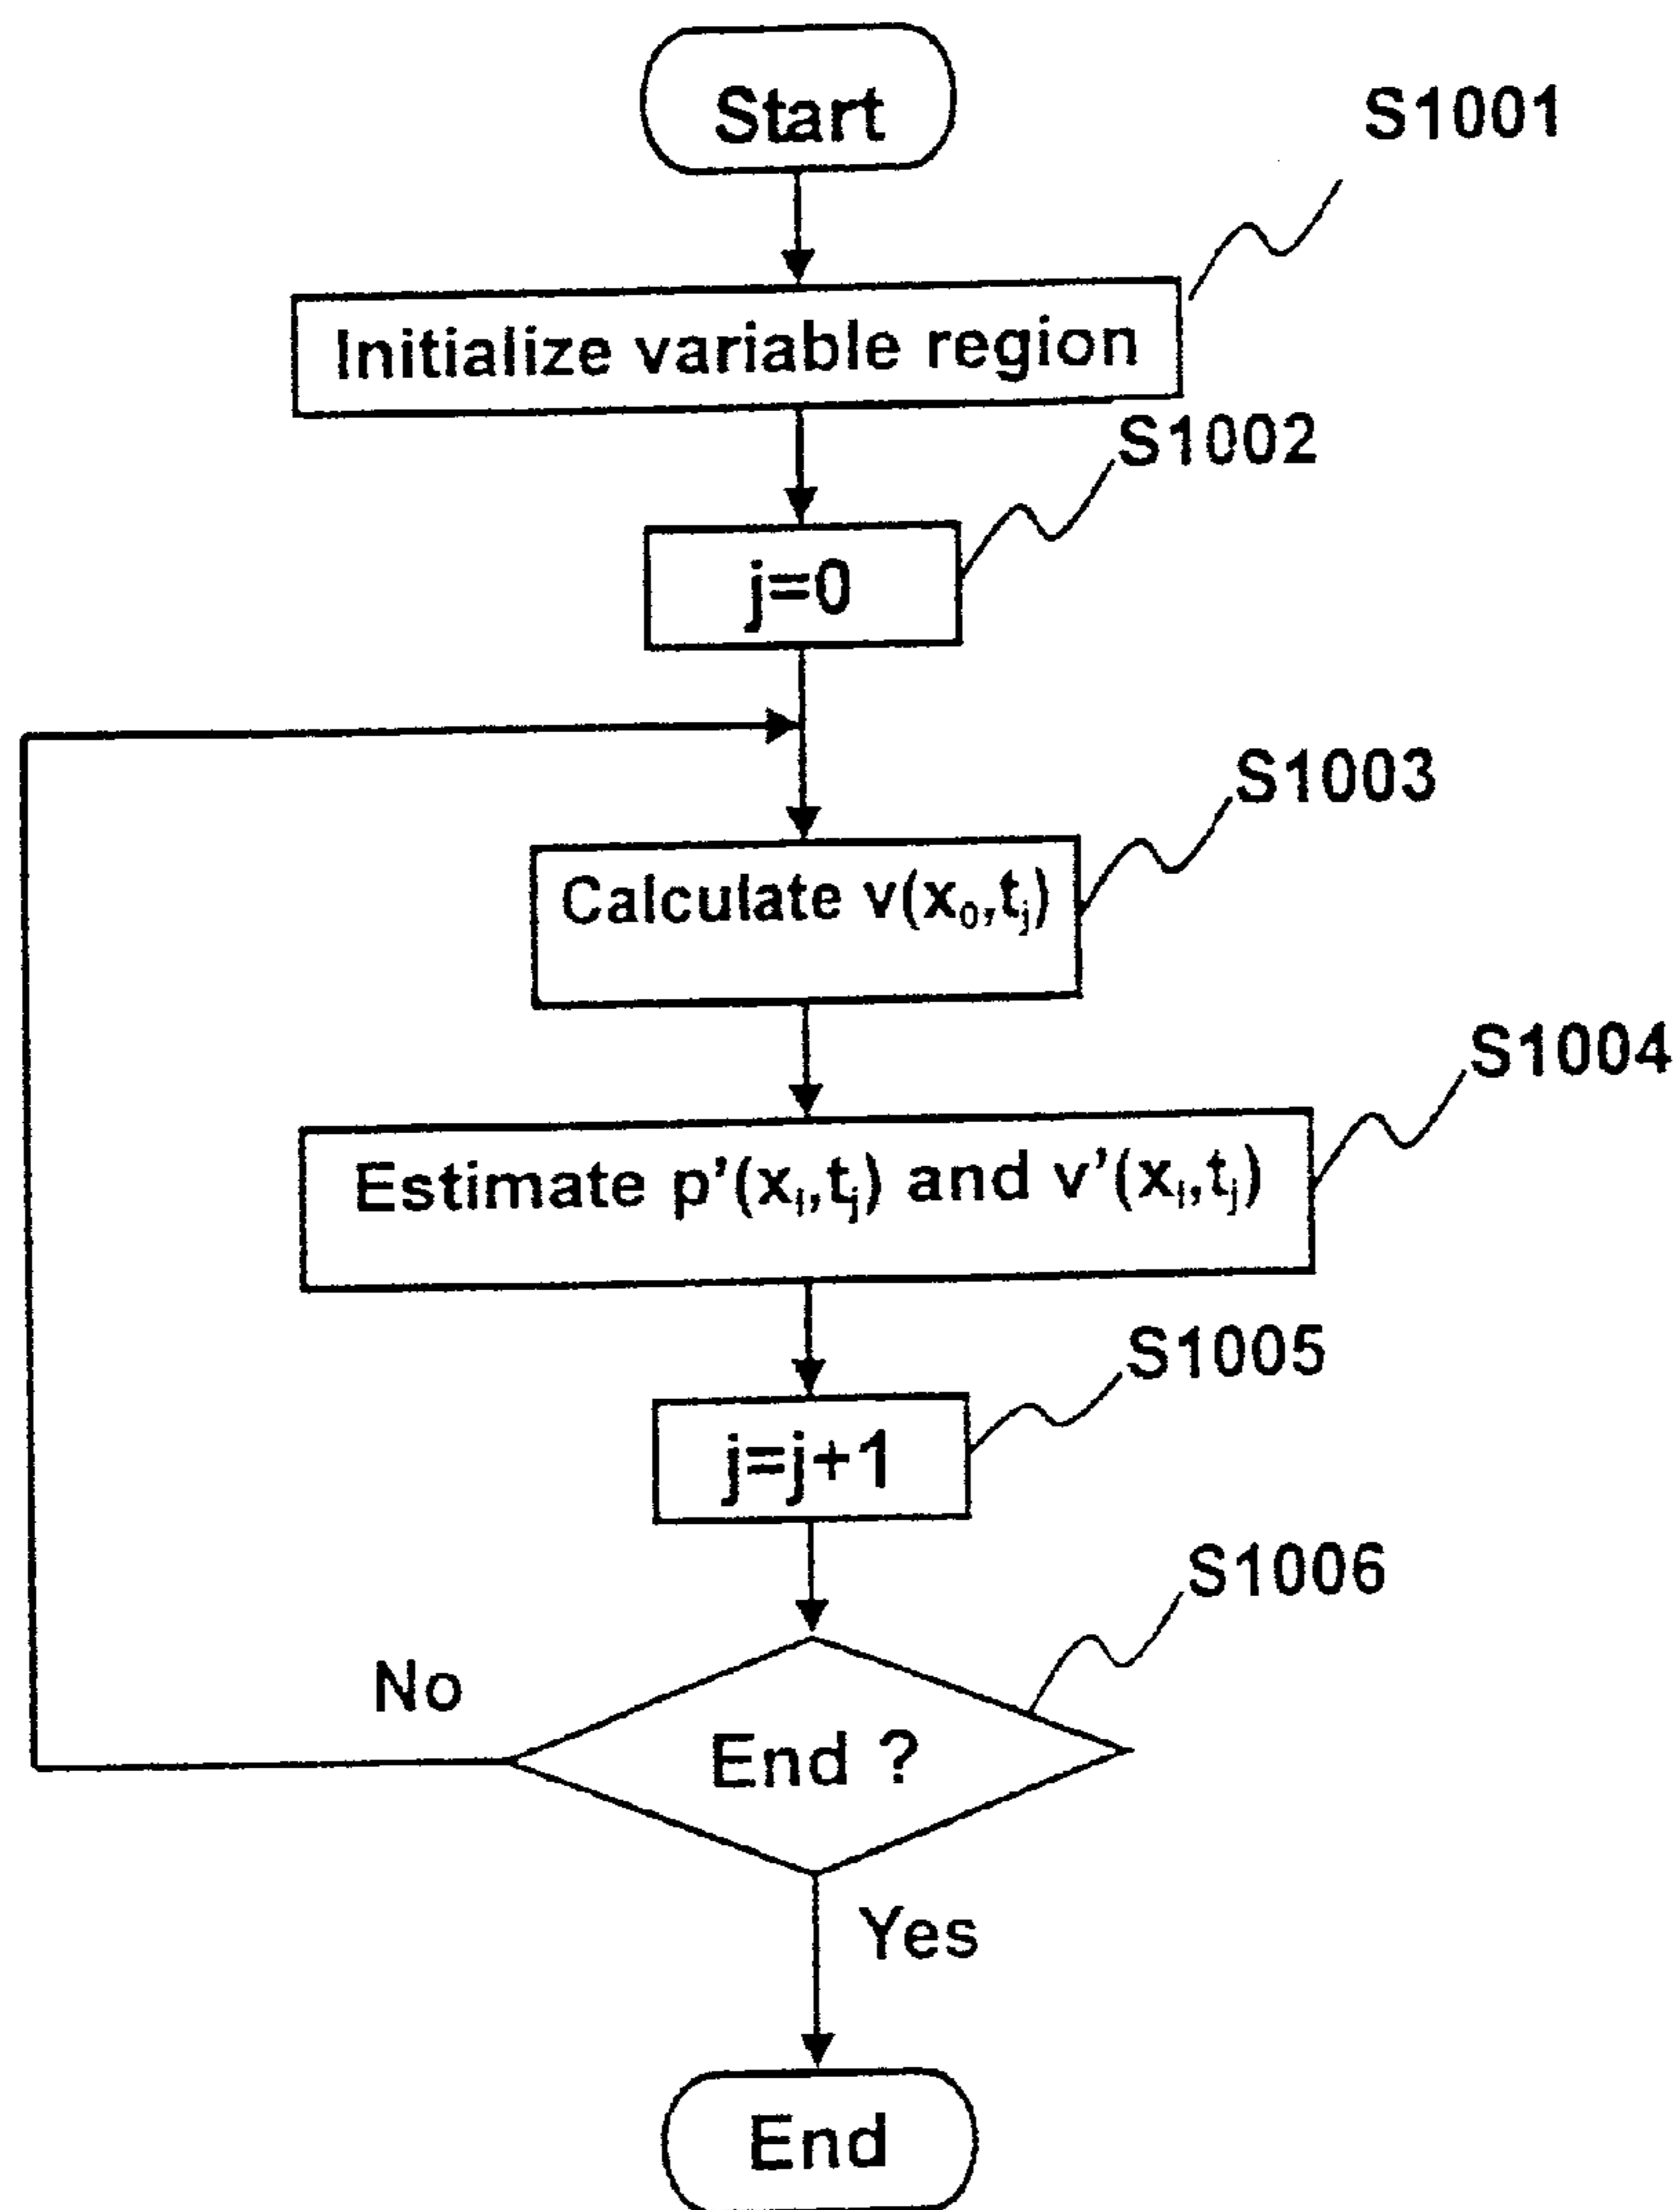 Start
S1001
Initialize variable region
S1002
j=0
S1003
Calculate v(x₀,tⱼ)
S1004
Estimate p’(xᵢ,tⱼ) and v’(xᵢ,tⱼ)
S1005
j=j+1
S1006
No
End ?
Yes
End